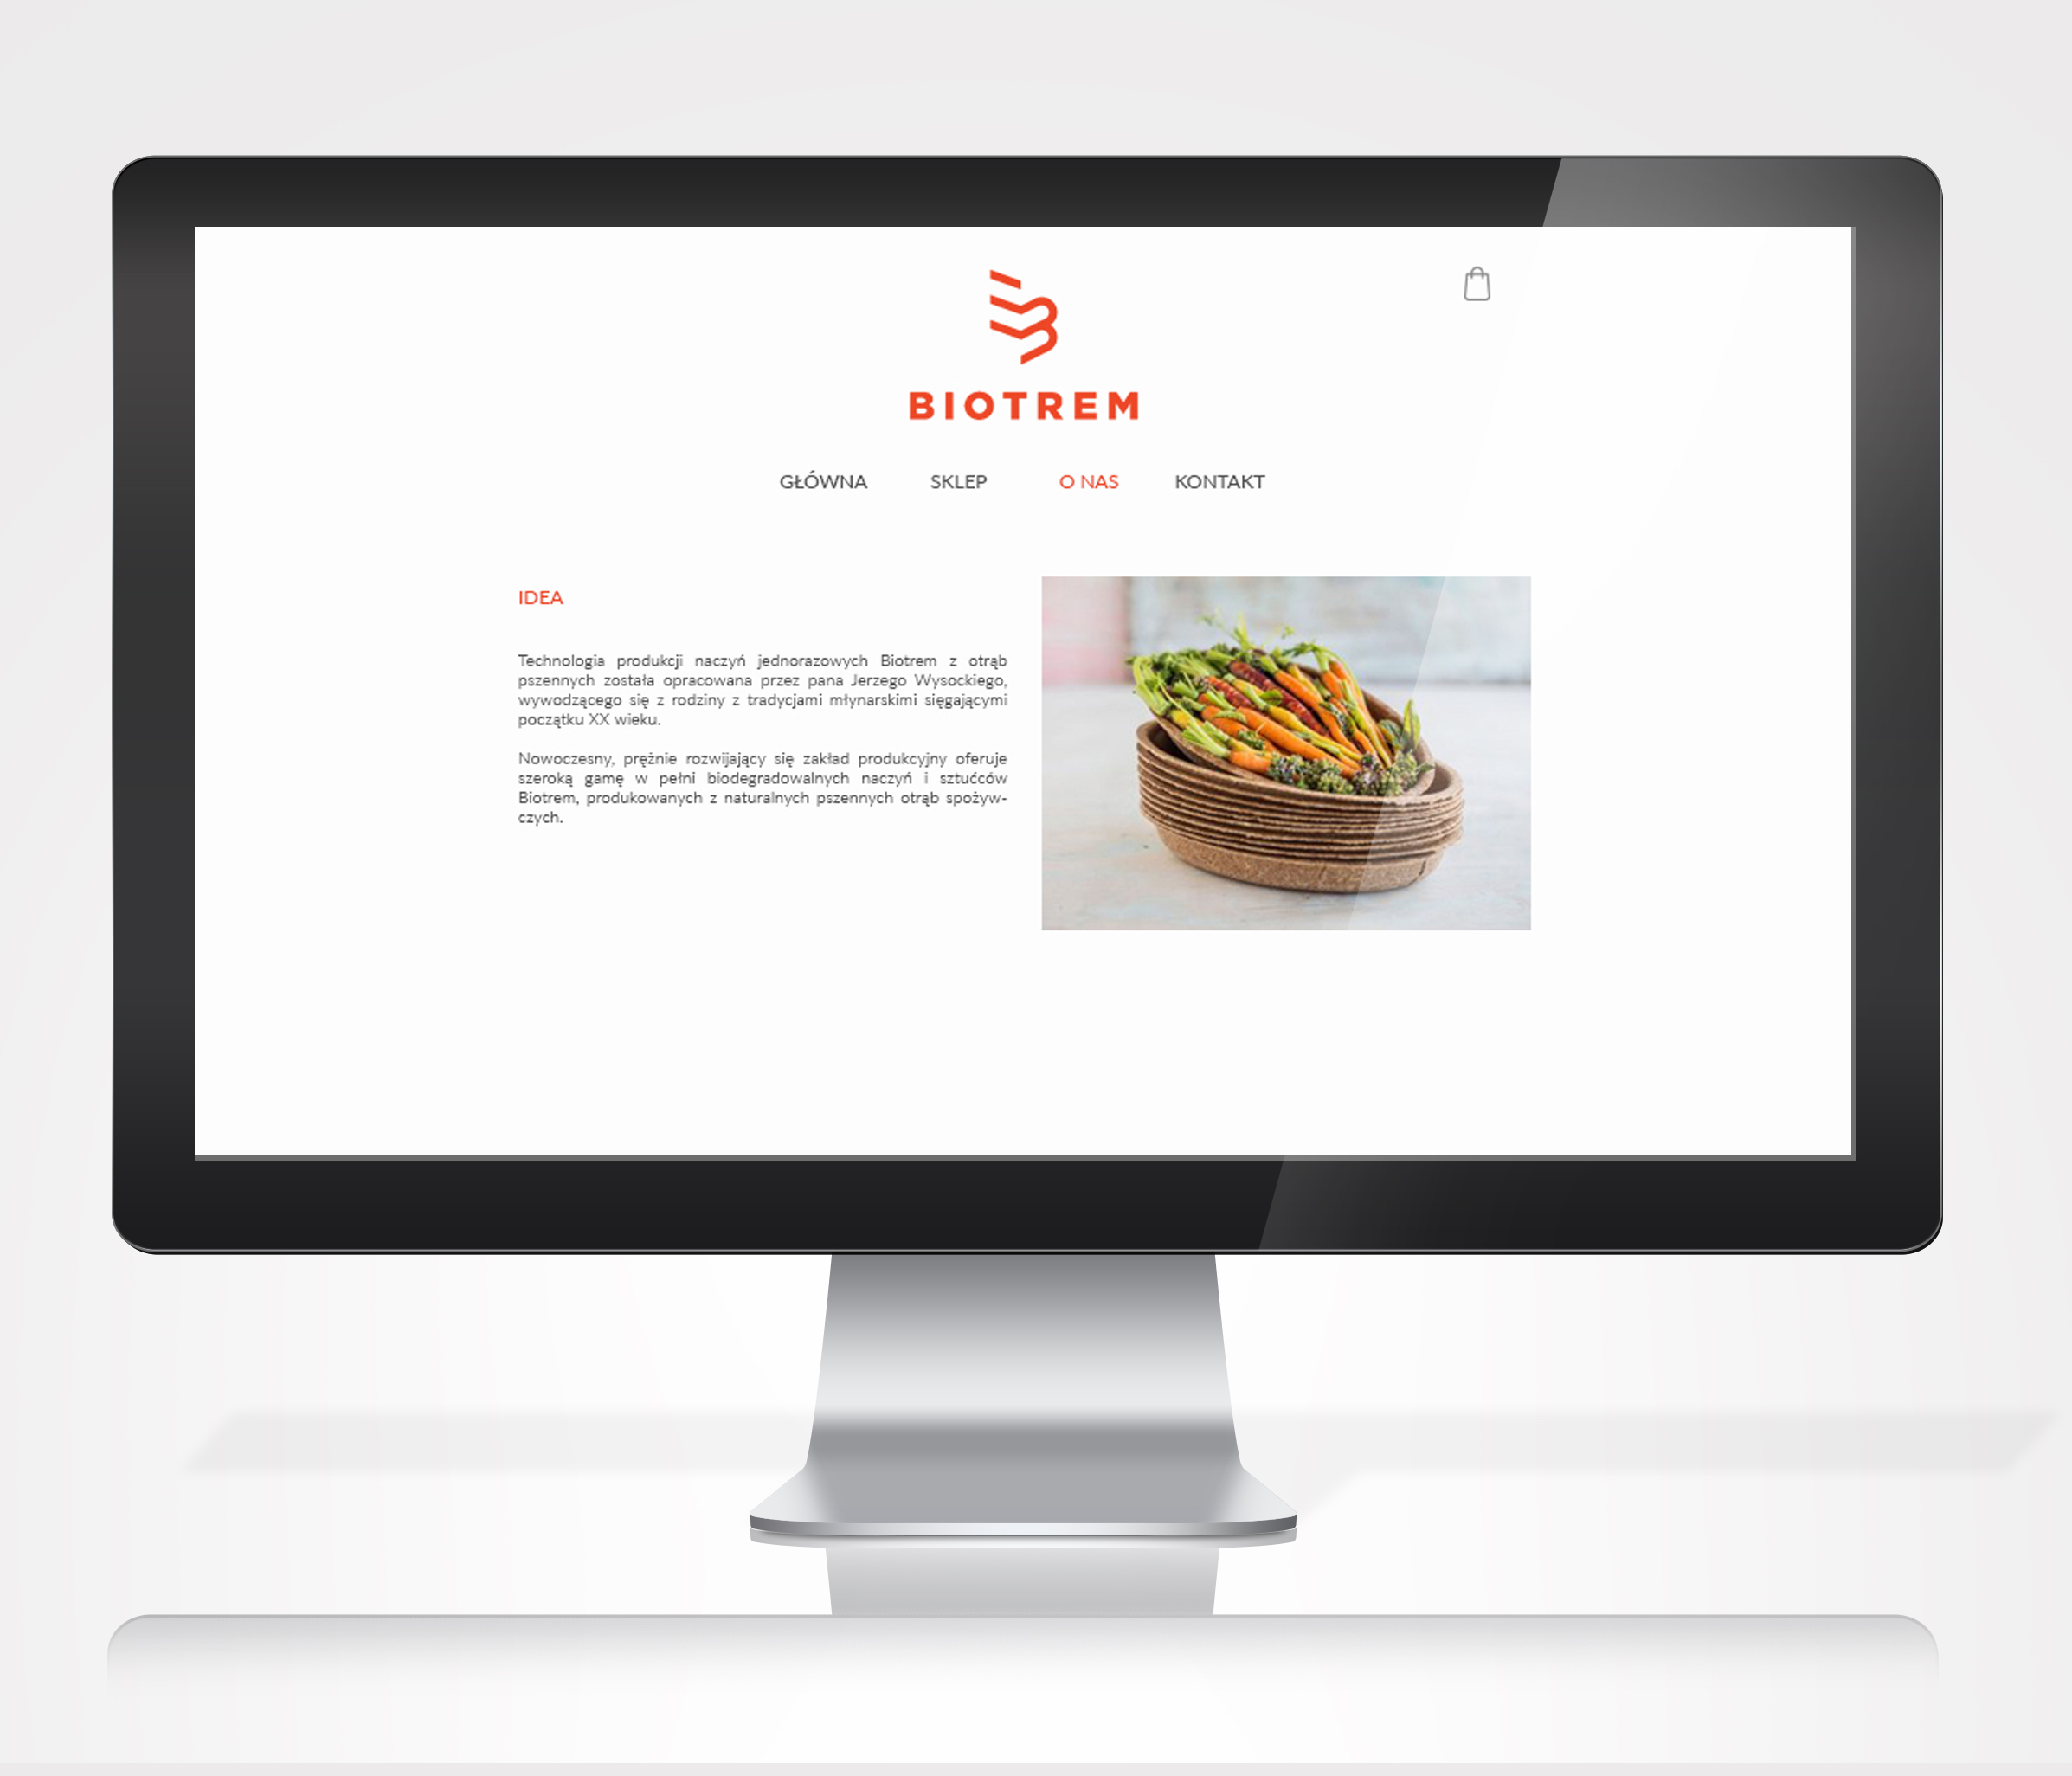 BIOTREM
GŁÓWNA SKLEP O NAS KONTAKT
IDEA
Technologia produkcji naczyń jednorazowych Biotrem z otrąb
pszennych została opracowana przez pana Jerzego Wysockiego,
wywodzącego się z rodziny z tradycjami młynarskimi sięgającymi
początku XX wieku.
Nowoczesny, prężnie rozwijający się zakład produkcyjny oferuje
szeroką gamę w pełni biodegradowalnych naczyń i sztućców
Biotrem, produkowanych z naturalnych pszennych otrąb spożyw-
czych.